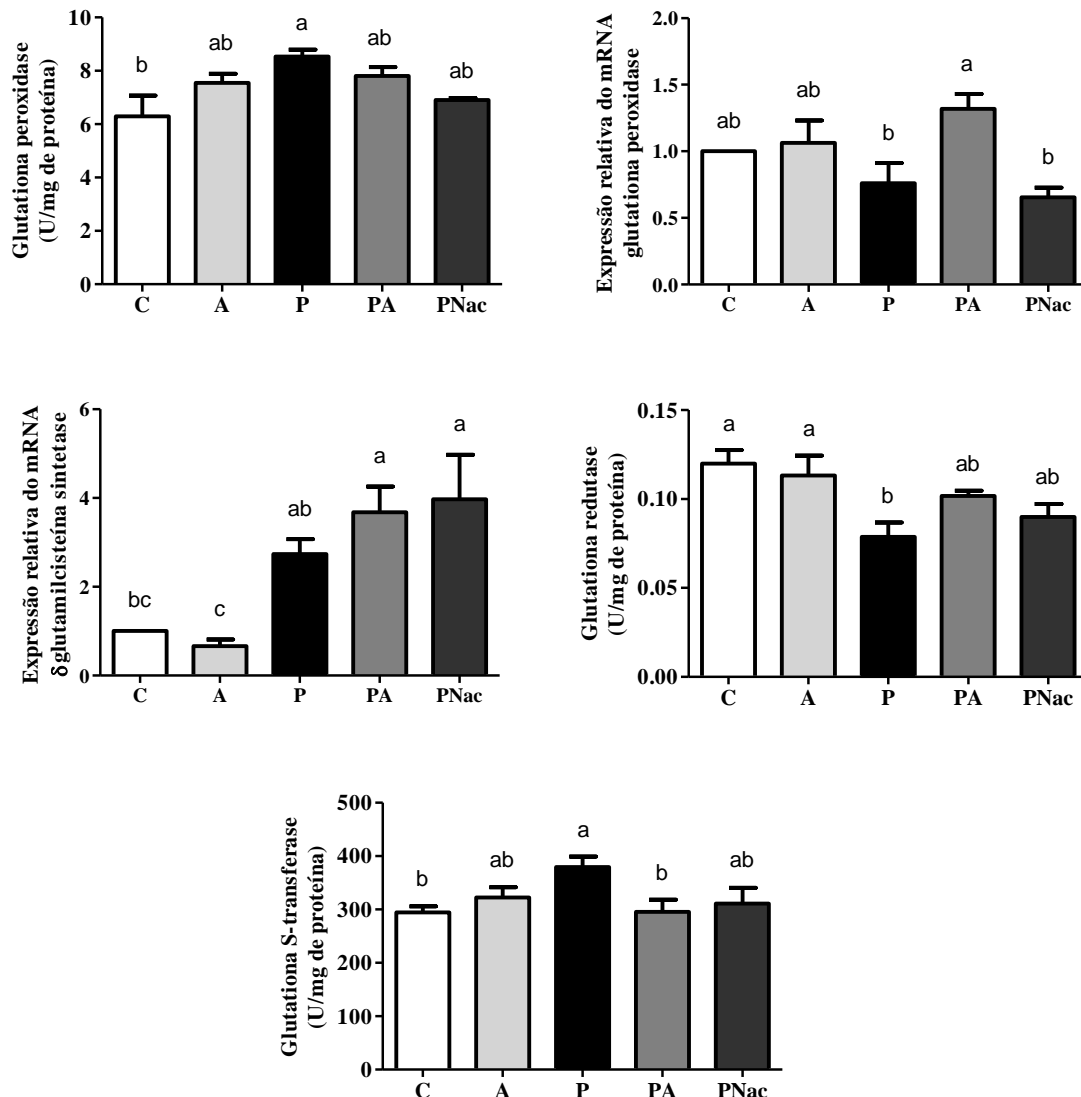 Glutationa peroxidase
(U/mg de proteína)
10
8
6
4
2
0
b
ab
a
ab
ab
C
A
P
PA
PNac
Expressão relativa do mRNA
glutationa peroxidase
2.0
1.5
1.0
0.5
0.0
ab
ab
b
a
b
C
A
P
PA
PNac
Expressão relativa do mRNA
δglutamilcisteína sintetase
6
4
2
0
bc
c
ab
a
a
C
A
P
PA
PNac
Glutationa redutase
(U/mg de proteína)
0.15
0.10
0.05
0.00
a
a
b
ab
ab
C
A
P
PA
PNac
Glutationa S-transferase
(U/mg de proteína)
500
400
300
200
100
0
b
ab
a
b
ab
C
A
P
PA
PNac